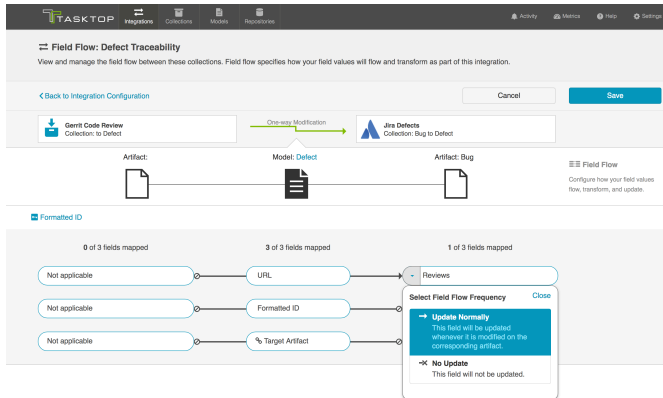 TASKTOP
Integrations
Collections
Models
Repositories
Activity
Metrics
Help
Settings
Field Flow: Defect Traceability
View and manage the field flow between these collections. Field flow specifies how your field values will flow and transform as part of this integration.
Back to Integration Configuration
Cancel
Save
Gerrit Code Review
Collection: to Defect
One-way Modification
Jira Defects
Collection: Bug to Defect
Artifact:
Model: Defect
Artifact: Bug
Field Flow
Configure how your field values
flow, transform, and update.
Formatted ID
0 of 3 fields mapped
3 of 3 fields mapped
1 of 3 fields mapped
Not applicable
URL
Reviews
Not applicable
Formatted ID
Not applicable
Target Artifact
Select Field Flow Frequency
Close
Update Normally
This field will be updated
whenever it is modified on the
corresponding artifact.
No Update
This field will not be updated.